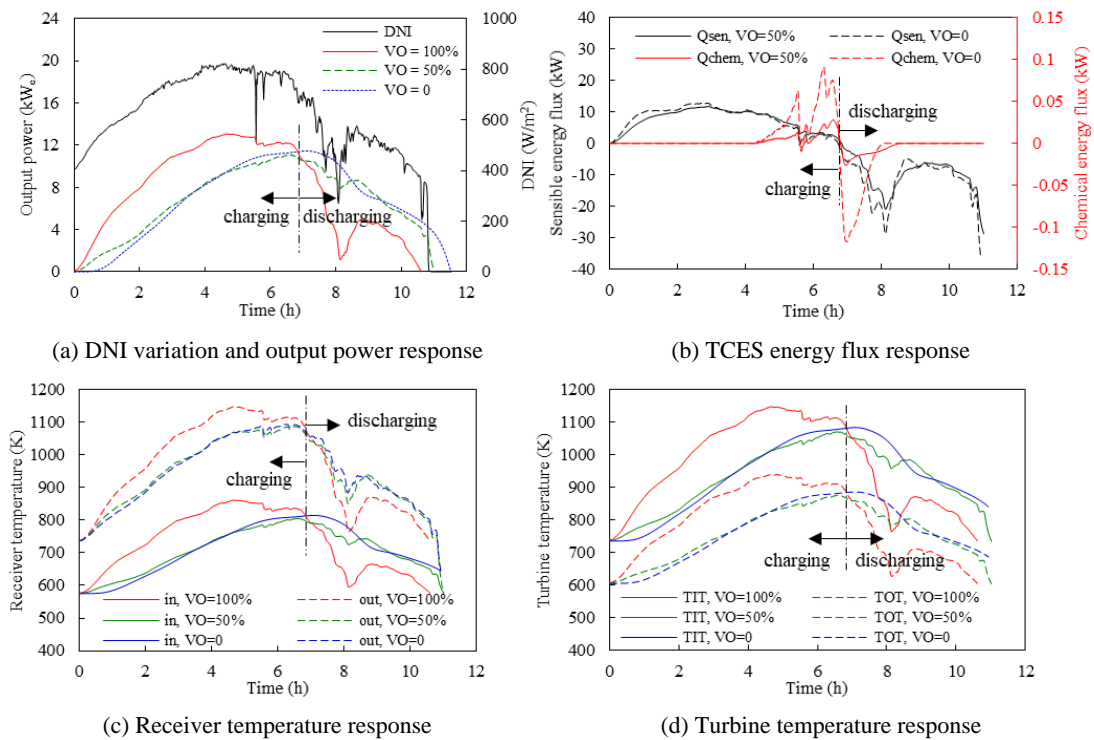 24
20
16
12
8
4
0
Output power (kWe)
DNI
VO = 100%
VO = 50%
VO = 0
charging
discharging
1000
800
600
400
200
0
DNI (W/m²)
0 2 4 6 8 10 12
Time (h)
(a) DNI variation and output power response
40
30
20
10
0
-10
-20
-30
-40
Sensible energy flux (kW)
Qsen, VO=50%
Qsen, VO=0
Qchem, VO=50%
Qchem, VO=0
discharging
charging
0.15
0.1
0.05
0
-0.05
-0.1
-0.15
Chemical energy flux (kW)
0 2 4 6 8 10 12
Time (h)
(b) TCES energy flux response
1200
1100
1000
900
800
700
600
500
400
Receiver temperature (K)
discharging
charging
in, VO=100%
out, VO=100%
in, VO=50%
out, VO=50%
in, VO=0
out, VO=0
0 2 4 6 8 10 12
Time (h)
(c) Receiver temperature response
1200
1100
1000
900
800
700
600
500
400
Turbine temperature (K)
charging
discharging
TIT, VO=100%
TOT, VO=100%
TIT, VO=50%
TOT, VO=50%
TIT, VO=0
TOT, VO=0
0 2 4 6 8 10 12
Time (h)
(d) Turbine temperature response